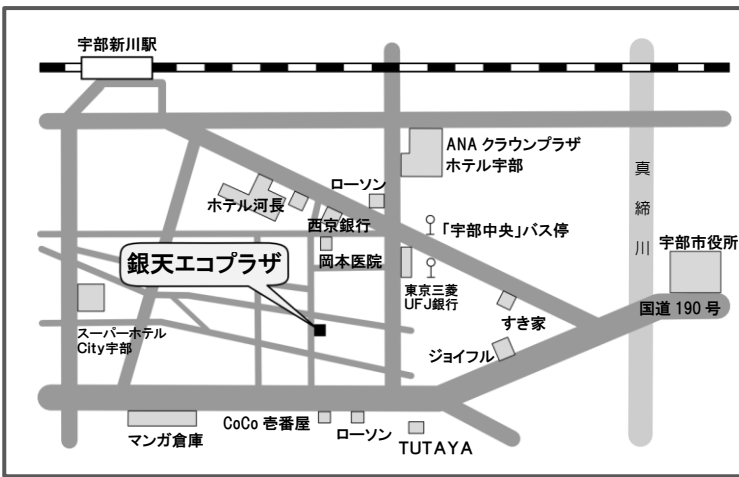 宇部新川駅
ANA クラウンプラザ
ホテル宇部
ローソン
ホテル河長
西京銀行
「宇部中央」バス停
真締川
宇部市役所
岡本医院
銀天エコプラザ
東京三菱
UFJ銀行
国道 190 号
すき家
スーパーホテル
City宇部
ジョイフル
マンガ倉庫
CoCo 壱番屋
ローソン
TUTAYA